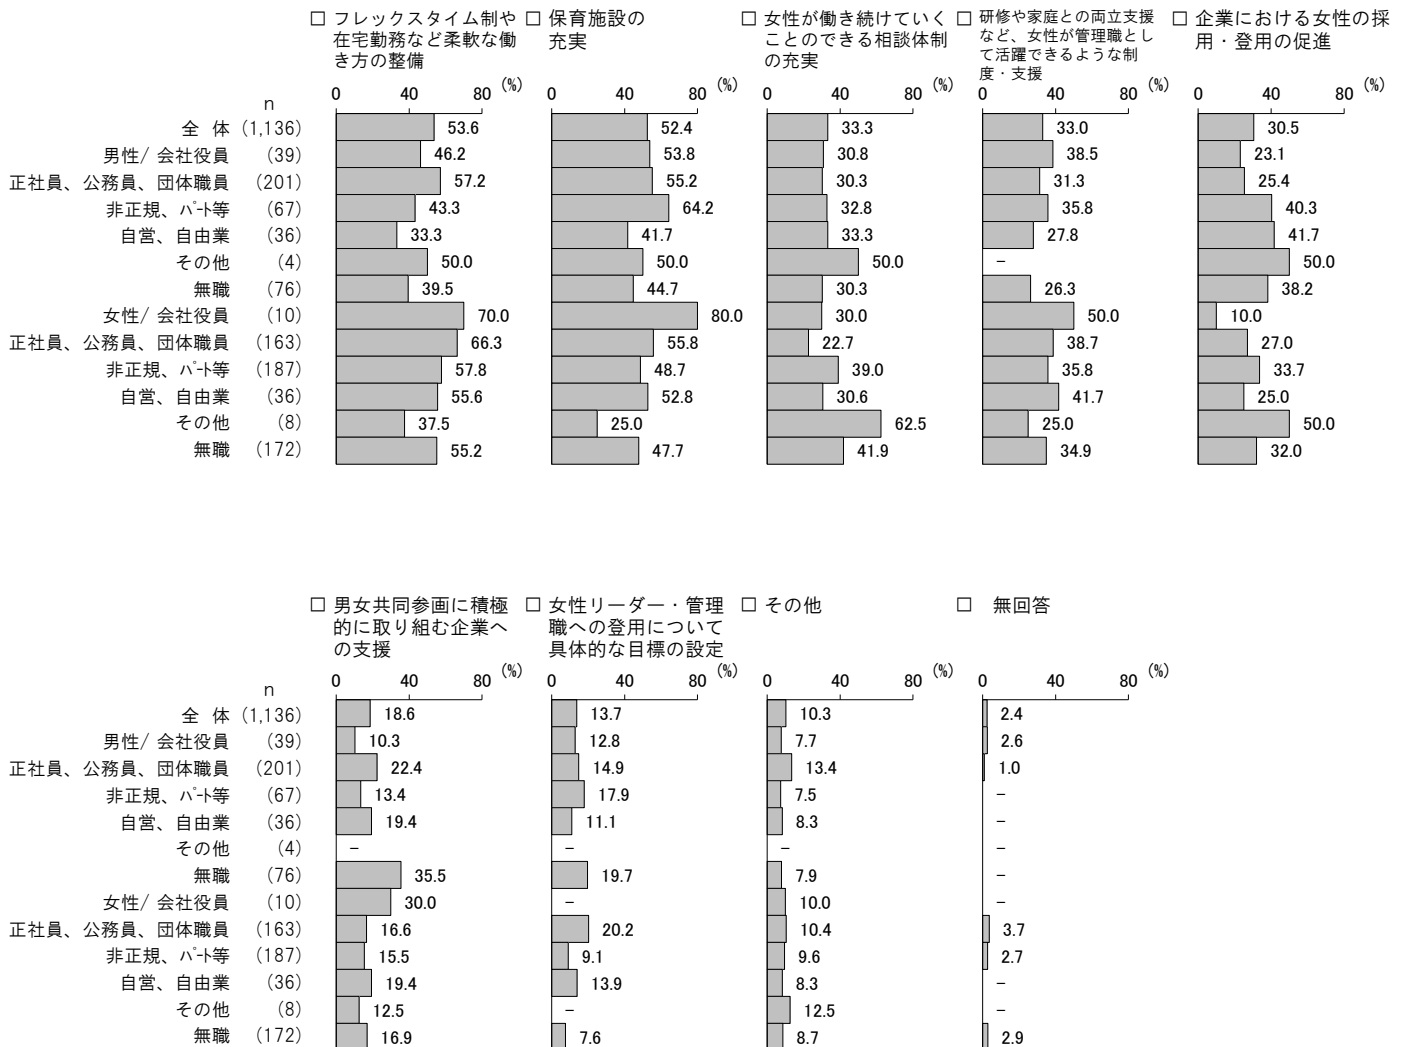 □ フレックスタイム制や在宅勤務など柔軟な働き方の整備
□ 保育施設の充実
□ 女性が働き続けていくことのできる相談体制の充実
□ 研修や家庭との両立支援など、女性が管理職として活躍できるような制度・支援
□ 企業における女性の採用・登用の促進
n 0 40 80 (%) 0 40 80 (%) 0 40 80 (%) 0 40 80 (%) 0 40 80 (%)
全 体 (1,136) 53.6 52.4 33.3 33.0 30.5
男性/ 会社役員 (39) 46.2 53.8 30.8 38.5 23.1
正社員、公務員、団体職員 (201) 57.2 55.2 30.3 31.3 25.4
非正規、パート等 (67) 43.3 64.2 32.8 35.8 40.3
自営、自由業 (36) 33.3 41.7 33.3 27.8 41.7
その他 (4) 50.0 50.0 50.0 − 50.0
無職 (76) 39.5 44.7 30.3 26.3 38.2
女性/ 会社役員 (10) 70.0 80.0 30.0 50.0 10.0
正社員、公務員、団体職員 (163) 66.3 55.8 22.7 38.7 27.0
非正規、パート等 (187) 57.8 48.7 39.0 35.8 33.7
自営、自由業 (36) 55.6 52.8 30.6 41.7 25.0
その他 (8) 37.5 25.0 62.5 25.0 50.0
無職 (172) 55.2 47.7 41.9 34.9 32.0
□ 男女共同参画に積極的に取り組む企業への支援
□ 女性リーダー・管理職への登用について具体的な目標の設定
□ その他
□ 無回答
n 0 40 80 (%) 0 40 80 (%) 0 40 80 (%) 0 40 80 (%)
全 体 (1,136) 18.6 13.7 10.3 2.4
男性/ 会社役員 (39) 10.3 12.8 7.7 2.6
正社員、公務員、団体職員 (201) 22.4 14.9 13.4 1.0
非正規、パート等 (67) 13.4 17.9 7.5 −
自営、自由業 (36) 19.4 11.1 8.3 −
その他 (4) − − − −
無職 (76) 35.5 19.7 7.9 −
女性/ 会社役員 (10) 30.0 − 10.0 −
正社員、公務員、団体職員 (163) 16.6 20.2 10.4 3.7
非正規、パート等 (187) 15.5 9.1 9.6 2.7
自営、自由業 (36) 19.4 13.9 8.3 −
その他 (8) 12.5 − 12.5 −
無職 (172) 16.9 7.6 8.7 2.9